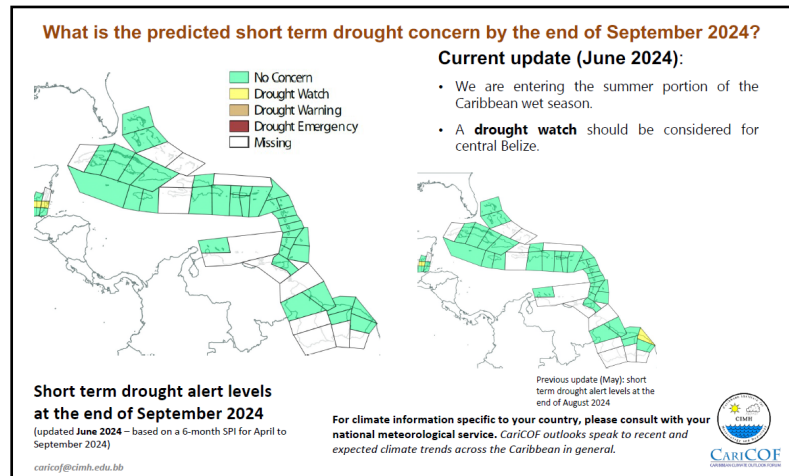 What is the predicted short term drought concern by the end of September 2024?
Current update (June 2024):
• We are entering the summer portion of the
Caribbean wet season.
• A drought watch should be considered for
central Belize.
No Concern
Drought Watch
Drought Warning
Drought Emergency
Missing
Previous update (May): short
term drought alert levels at the
end of August 2024
Short term drought alert levels
at the end of September 2024
(updated June 2024 – based on a 6-month SPI for April to
September 2024)
caricof@cimh.edu.bb
For climate information specific to your country, please consult with your
national meteorological service. CariCOF outlooks speak to recent and
expected climate trends across the Caribbean in general.
CIMH
CARICOF
CARIBBEAN CLIMATE OUTLOOK FORUM